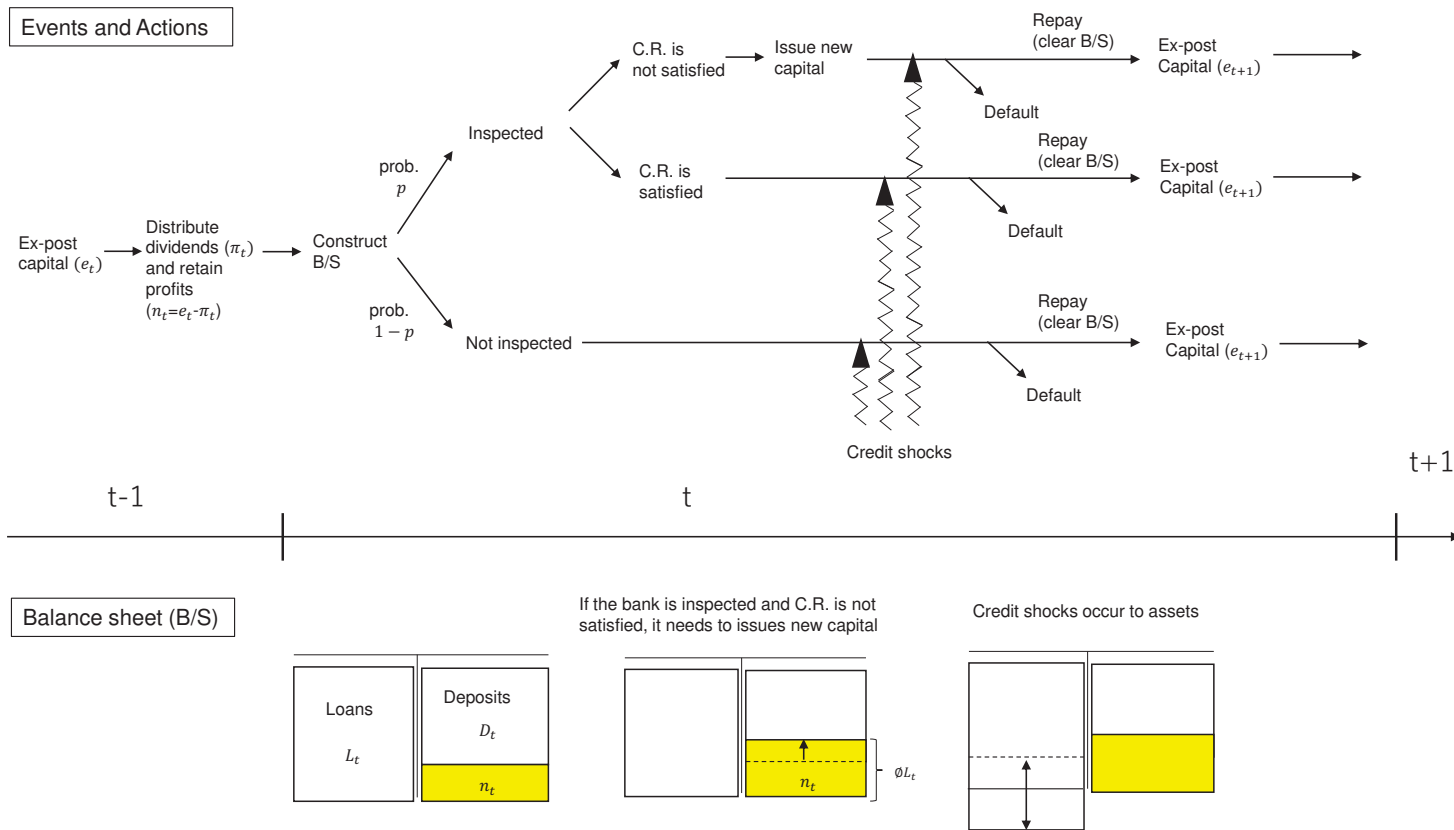 Events and Actions
C.R. is
not satisfied
Issue new
capital
Repay
(clear B/S)
Ex-post
Capital (e_{t+1})
Default
Inspected
prob.
p
C.R. is
satisfied
Repay
(clear B/S)
Ex-post
Capital (e_{t+1})
Default
Ex-post
capital (e_t)
Distribute
dividends (π_t)
and retain
profits
(n_t=e_t-π_t)
Construct
B/S
prob.
1 − p
Not inspected
Repay
(clear B/S)
Ex-post
Capital (e_{t+1})
Default
Credit shocks
t-1
t
t+1
Balance sheet (B/S)
If the bank is inspected and C.R. is not
satisfied, it needs to issues new capital
Credit shocks occur to assets
Loans
L_t
Deposits
D_t
n_t
n_t
∅L_t